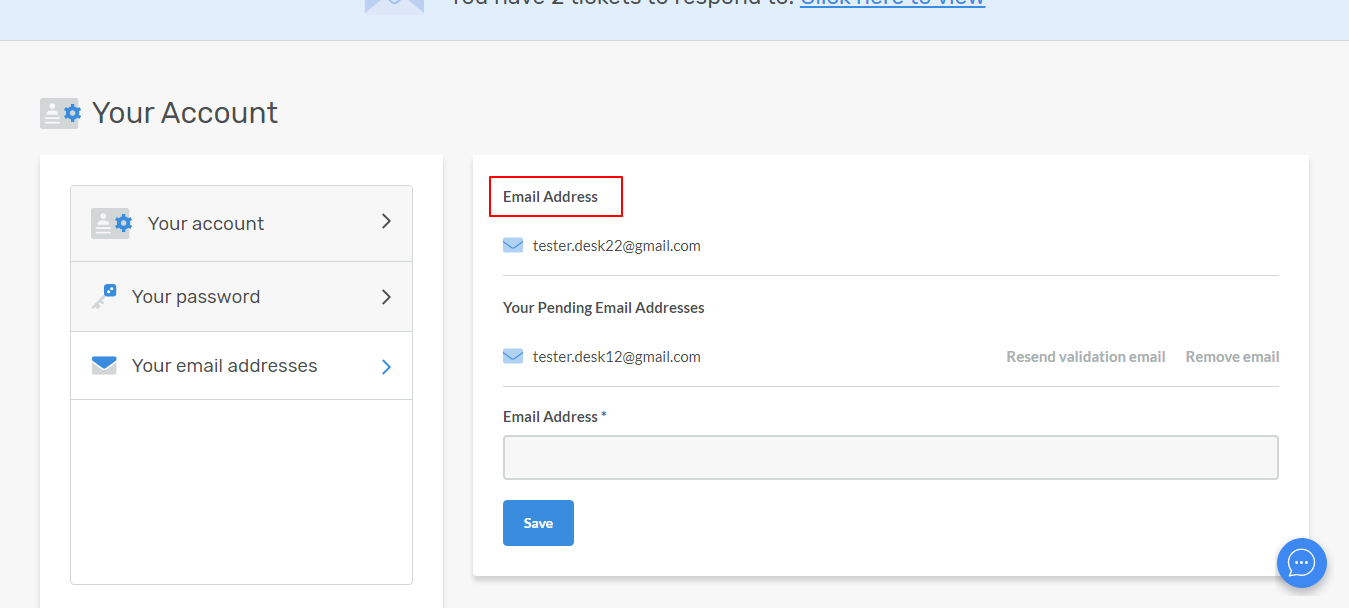 You have 2 tickets to respond to. Click here to view
Your Account
Your account
Your password
Your email addresses
Email Address
tester.desk22@gmail.com
Your Pending Email Addresses
tester.desk12@gmail.com Resend validation email Remove email
Email Address *
Save